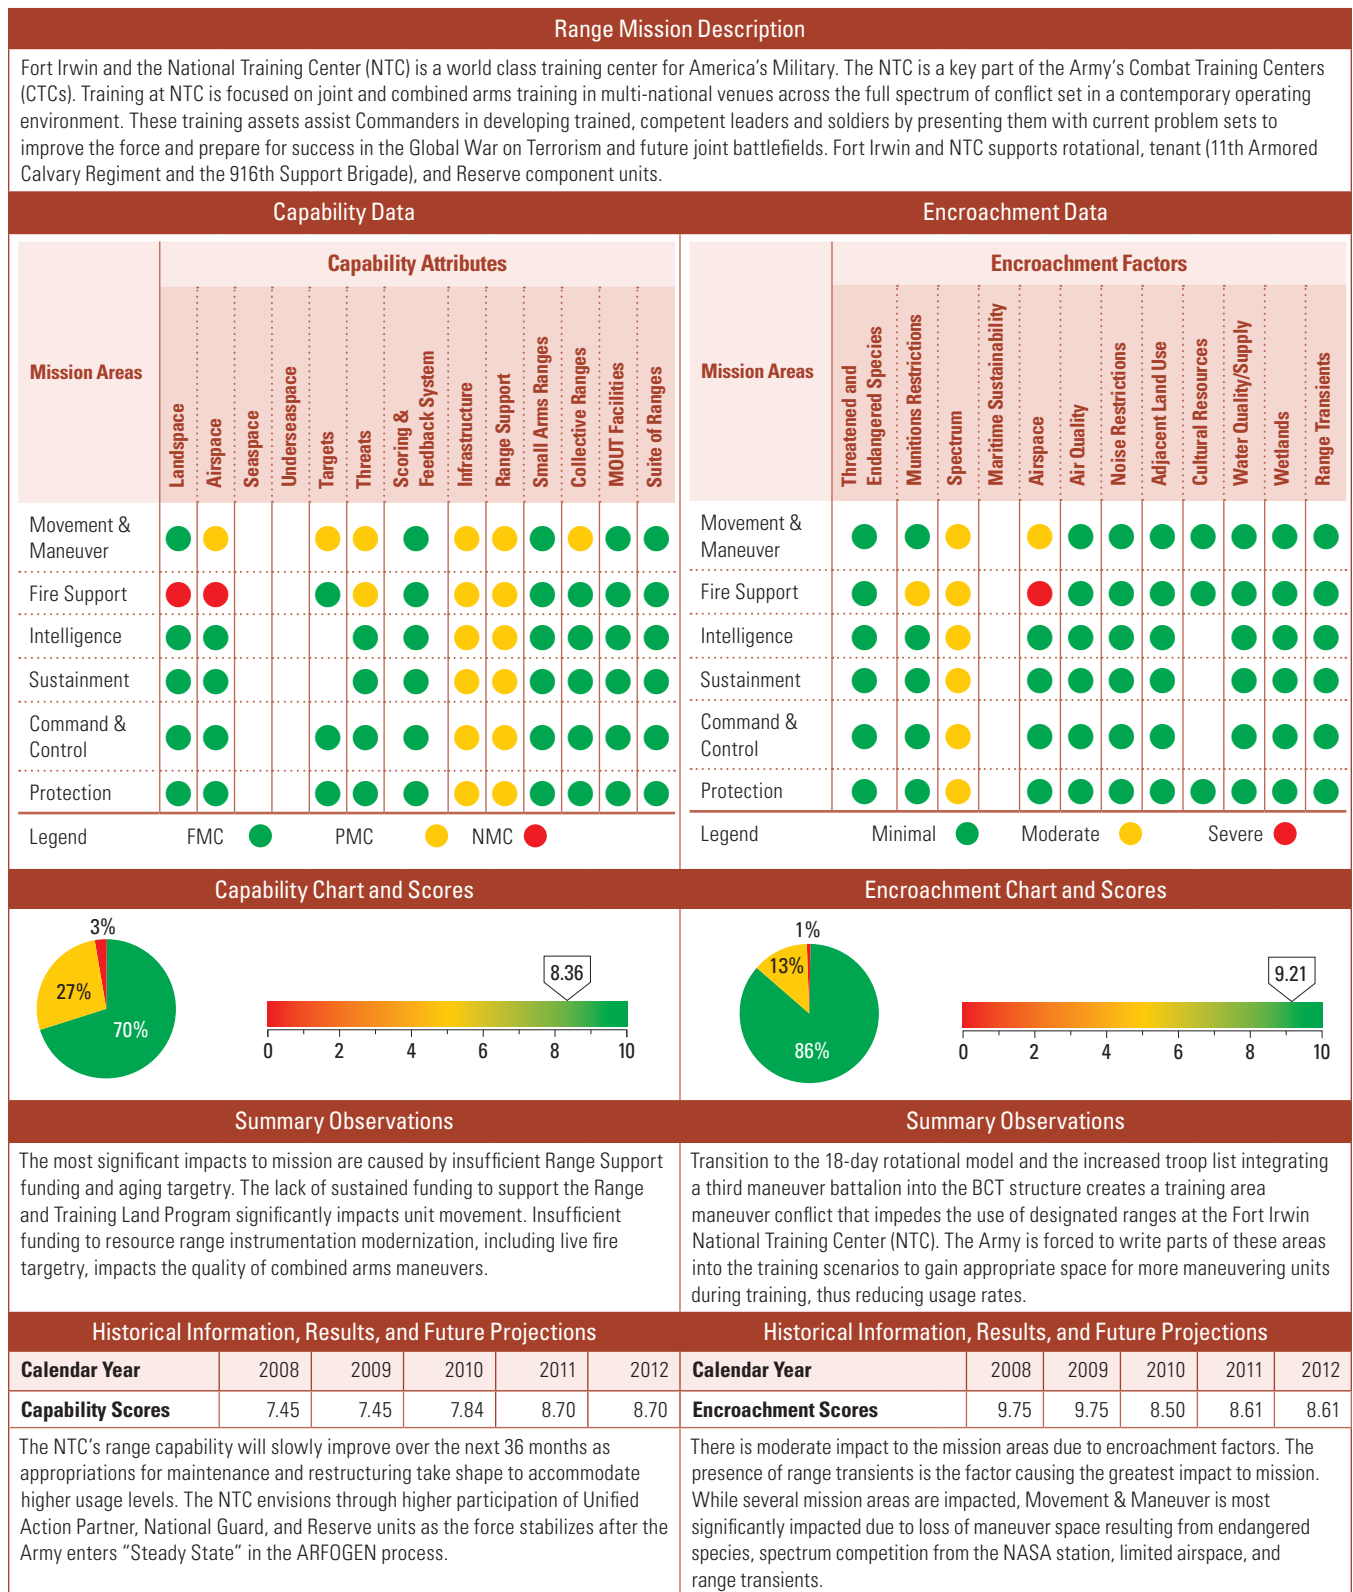 Range Mission Description
Fort Irwin and the National Training Center (NTC) is a world class training center for America's Military. The NTC is a key part of the Army's Combat Training Centers
(CTCs). Training at NTC is focused on joint and combined arms training in multi-national venues across the full spectrum of conflict set in a contemporary operating
environment. These training assets assist Commanders in developing trained, competent leaders and soldiers by presenting them with current problem sets to
improve the force and prepare for success in the Global War on Terrorism and future joint battlefields. Fort Irwin and NTC supports rotational, tenant (11th Armored
Calvary Regiment and the 916th Support Brigade), and Reserve component units.
Capability Data
Mission Areas
Capability Attributes
Landspace
Airspace
Seaspace
Underseaspace
Targets
Threats
Scoring &
Feedback System
Infrastructure
Range Support
Small Arms Ranges
Collective Ranges
MOUT Facilities
Suite of Ranges
Movement &
Maneuver
Fire Support
Intelligence
Sustainment
Command &
Control
Protection
Legend FMC PMC NMC
Encroachment Data
Mission Areas
Encroachment Factors
Threatened and
Endangered Species
Munitions Restrictions
Spectrum
Maritime Sustainability
Airspace
Air Quality
Noise Restrictions
Adjacent Land Use
Cultural Resources
Water Quality/Supply
Wetlands
Range Transients
Movement &
Maneuver
Fire Support
Intelligence
Sustainment
Command &
Control
Protection
Legend Minimal Moderate Severe
Capability Chart and Scores
3%
27%
70%
8.36
0 2 4 6 8 10
Encroachment Chart and Scores
1%
13%
86%
9.21
0 2 4 6 8 10
Summary Observations
The most significant impacts to mission are caused by insufficient Range Support
funding and aging targetry. The lack of sustained funding to support the Range
and Training Land Program significantly impacts unit movement. Insufficient
funding to resource range instrumentation modernization, including live fire
targetry, impacts the quality of combined arms maneuvers.
Summary Observations
Transition to the 18-day rotational model and the increased troop list integrating
a third maneuver battalion into the BCT structure creates a training area
maneuver conflict that impedes the use of designated ranges at the Fort Irwin
National Training Center (NTC). The Army is forced to write parts of these areas
into the training scenarios to gain appropriate space for more maneuvering units
during training, thus reducing usage rates.
Historical Information, Results, and Future Projections
Calendar Year 2008 2009 2010 2011 2012
Capability Scores 7.45 7.45 7.84 8.70 8.70
The NTC's range capability will slowly improve over the next 36 months as
appropriations for maintenance and restructuring take shape to accommodate
higher usage levels. The NTC envisions through higher participation of Unified
Action Partner, National Guard, and Reserve units as the force stabilizes after the
Army enters "Steady State" in the ARFOGEN process.
Historical Information, Results, and Future Projections
Calendar Year 2008 2009 2010 2011 2012
Encroachment Scores 9.75 9.75 8.50 8.61 8.61
There is moderate impact to the mission areas due to encroachment factors. The
presence of range transients is the factor causing the greatest impact to mission.
While several mission areas are impacted, Movement & Maneuver is most
significantly impacted due to loss of maneuver space resulting from endangered
species, spectrum competition from the NASA station, limited airspace, and
range transients.